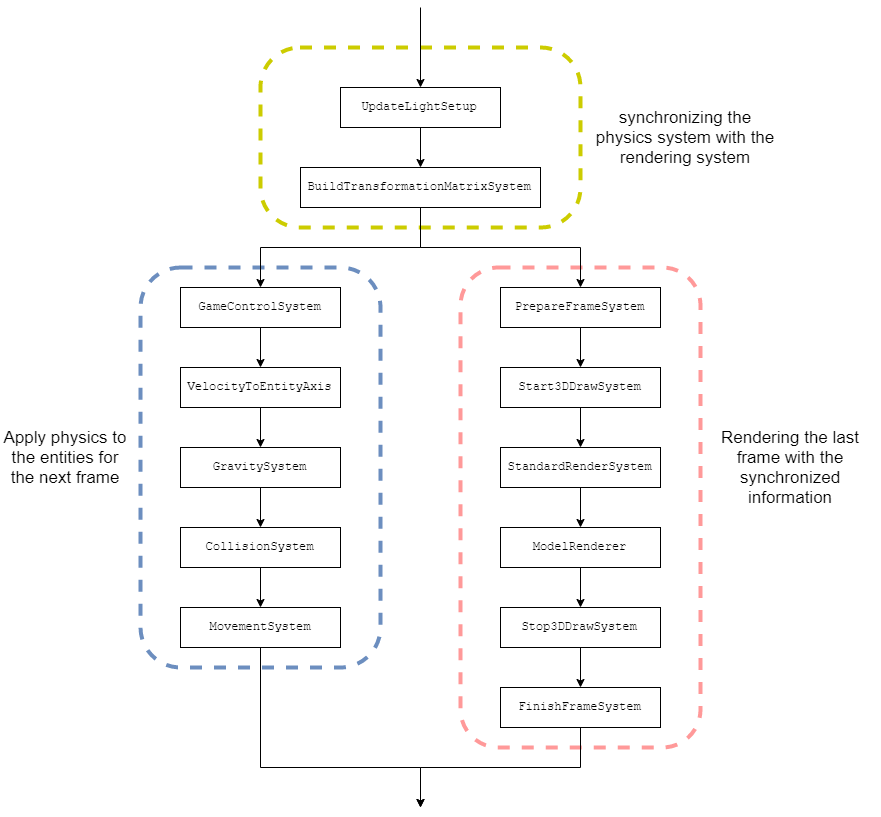 UpdateLightSetup
synchronizing the
physics system with the
rendering system
BuildTransformationMatrixSystem
GameControlSystem
VelocityToEntityAxis
GravitySystem
CollisionSystem
MovementSystem
Apply physics to
the entities for
the next frame
PrepareFrameSystem
Start3DDrawSystem
StandardRenderSystem
ModelRenderer
Stop3DDrawSystem
FinishFrameSystem
Rendering the last
frame with the
synchronized
information